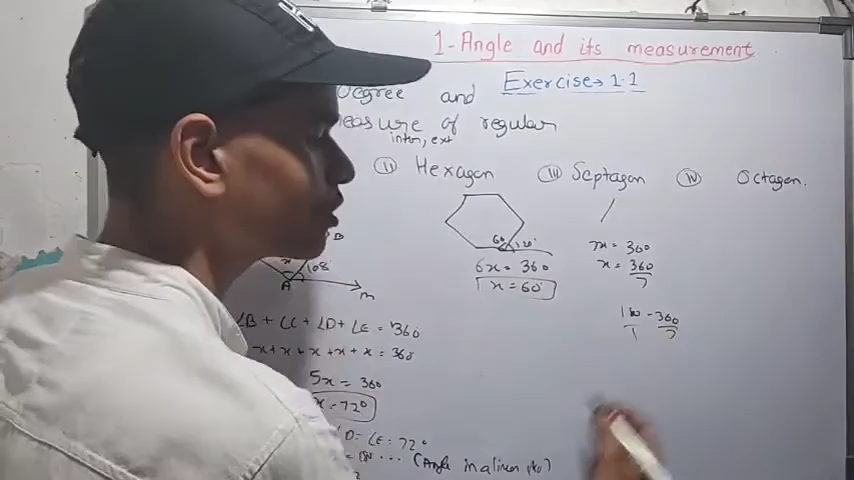 1-Angle and its measurement
Exercise→ 1.1
Degree and
measure of regular
inter, ext
(ii) Hexagon (iii) Septagon (iv) Octagon.
60 120°
6x = 360
x = 60°
x = 360
x = 360/7
180/1 - 360/7
B
x 108°
A m
∠B + ∠C + ∠D + ∠E = 360
x+x+x+x+x = 360
5x = 360
x = 72°
∠D = ∠E = 72°